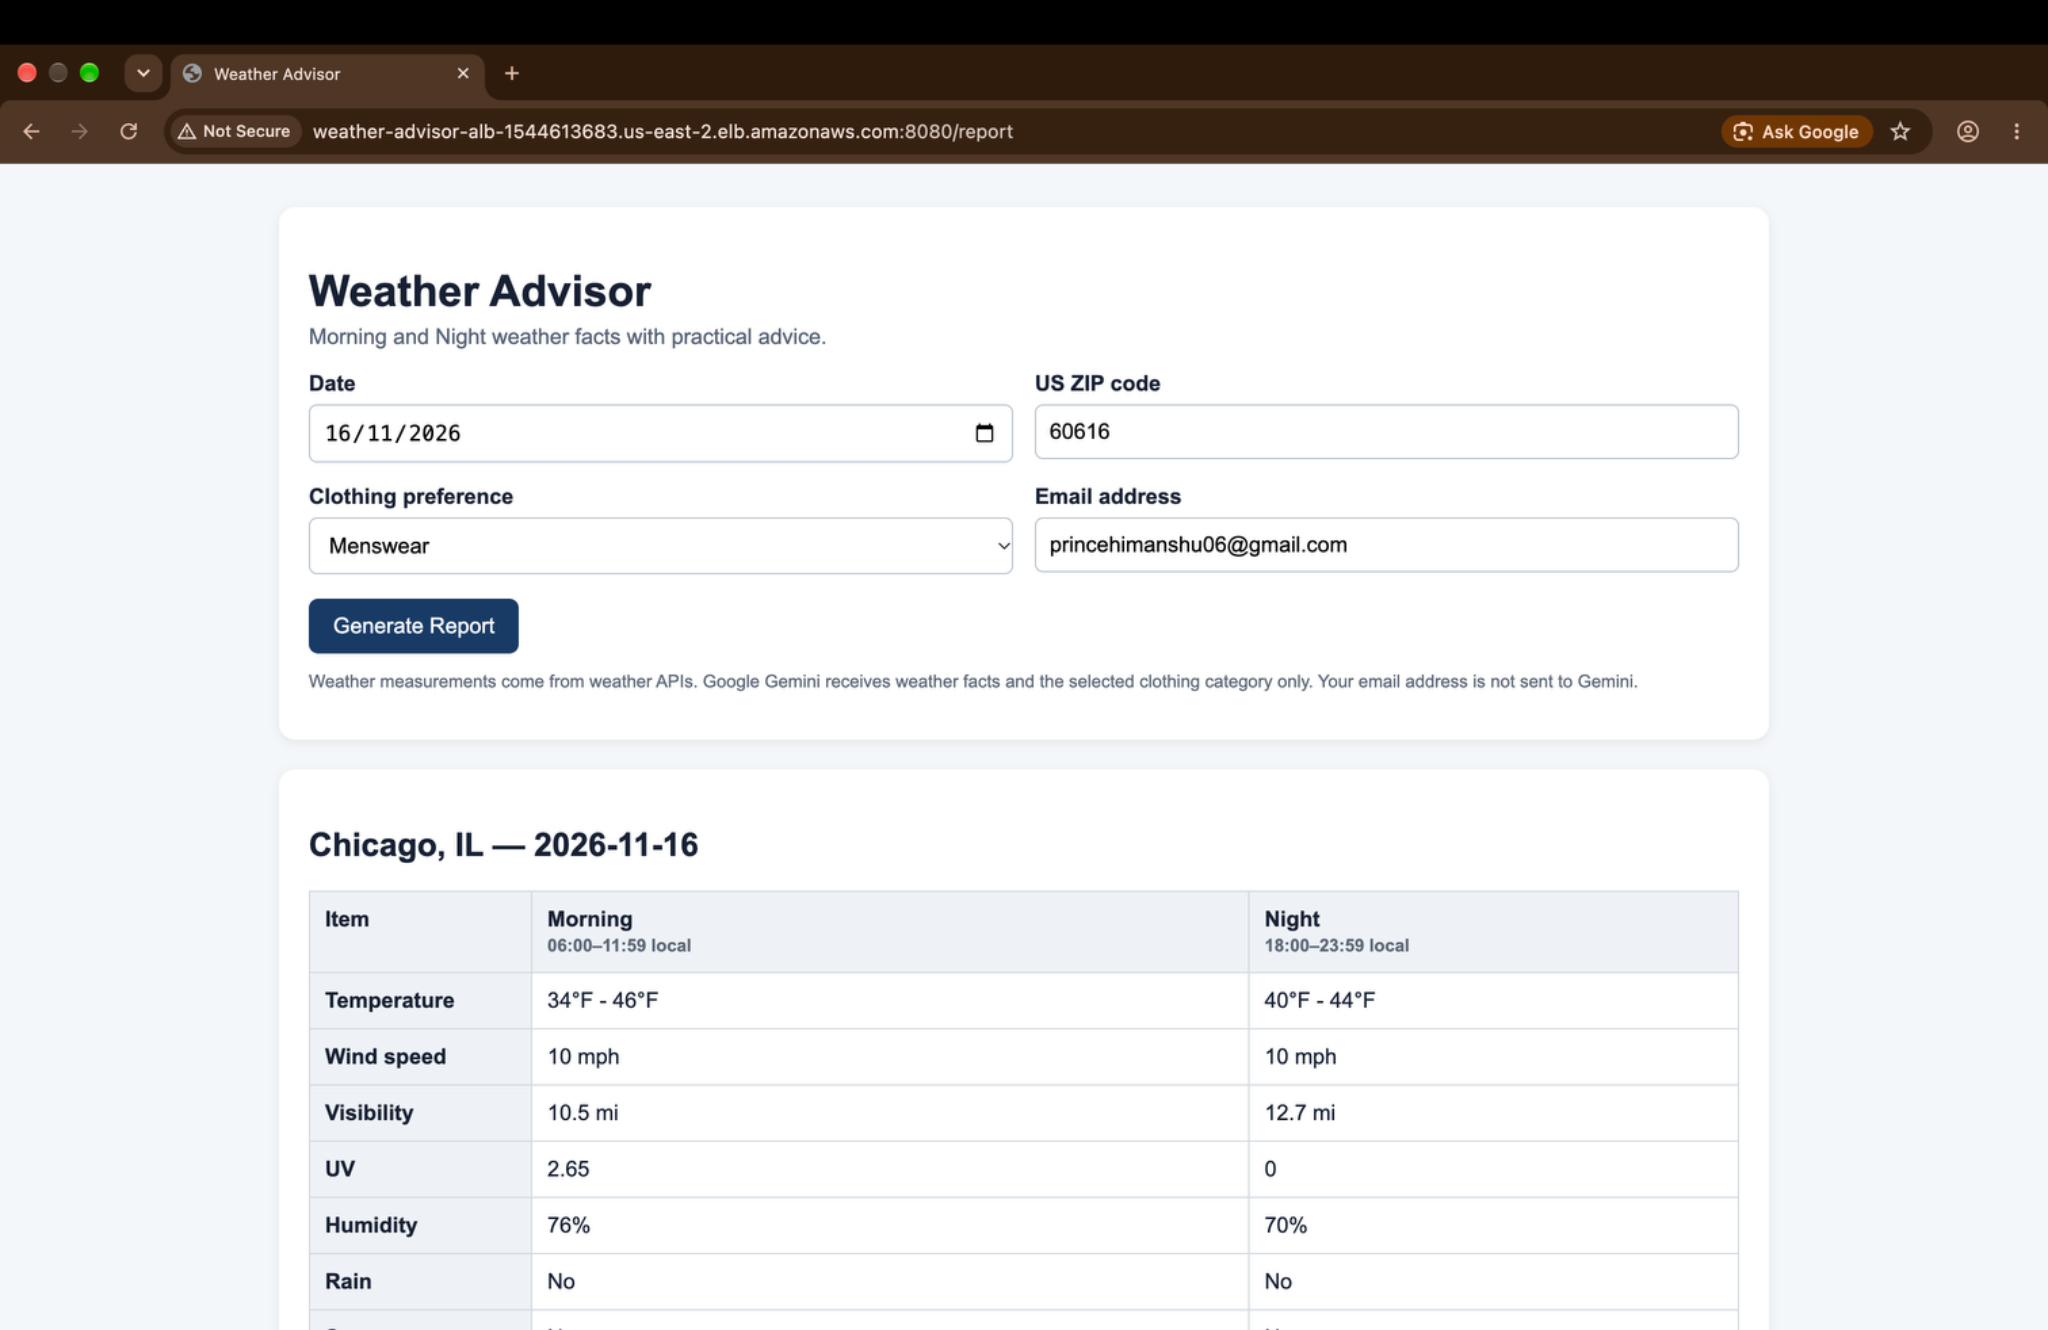 Weather Advisor
Not Secure
weather-advisor-alb-1544613683.us-east-2.elb.amazonaws.com:8080/report
Ask Google
Weather Advisor
Morning and Night weather facts with practical advice.
Date
US ZIP code
16/11/2026
60616
Clothing preference
Email address
Menswear
princehimanshu06@gmail.com
Generate Report
Weather measurements come from weather APIs. Google Gemini receives weather facts and the selected clothing category only. Your email address is not sent to Gemini.
Chicago, IL — 2026-11-16
Item Morning Night
06:00–11:59 local 18:00–23:59 local
Temperature 34°F - 46°F 40°F - 44°F
Wind speed 10 mph 10 mph
Visibility 10.5 mi 12.7 mi
UV 2.65 0
Humidity 76% 70%
Rain No No